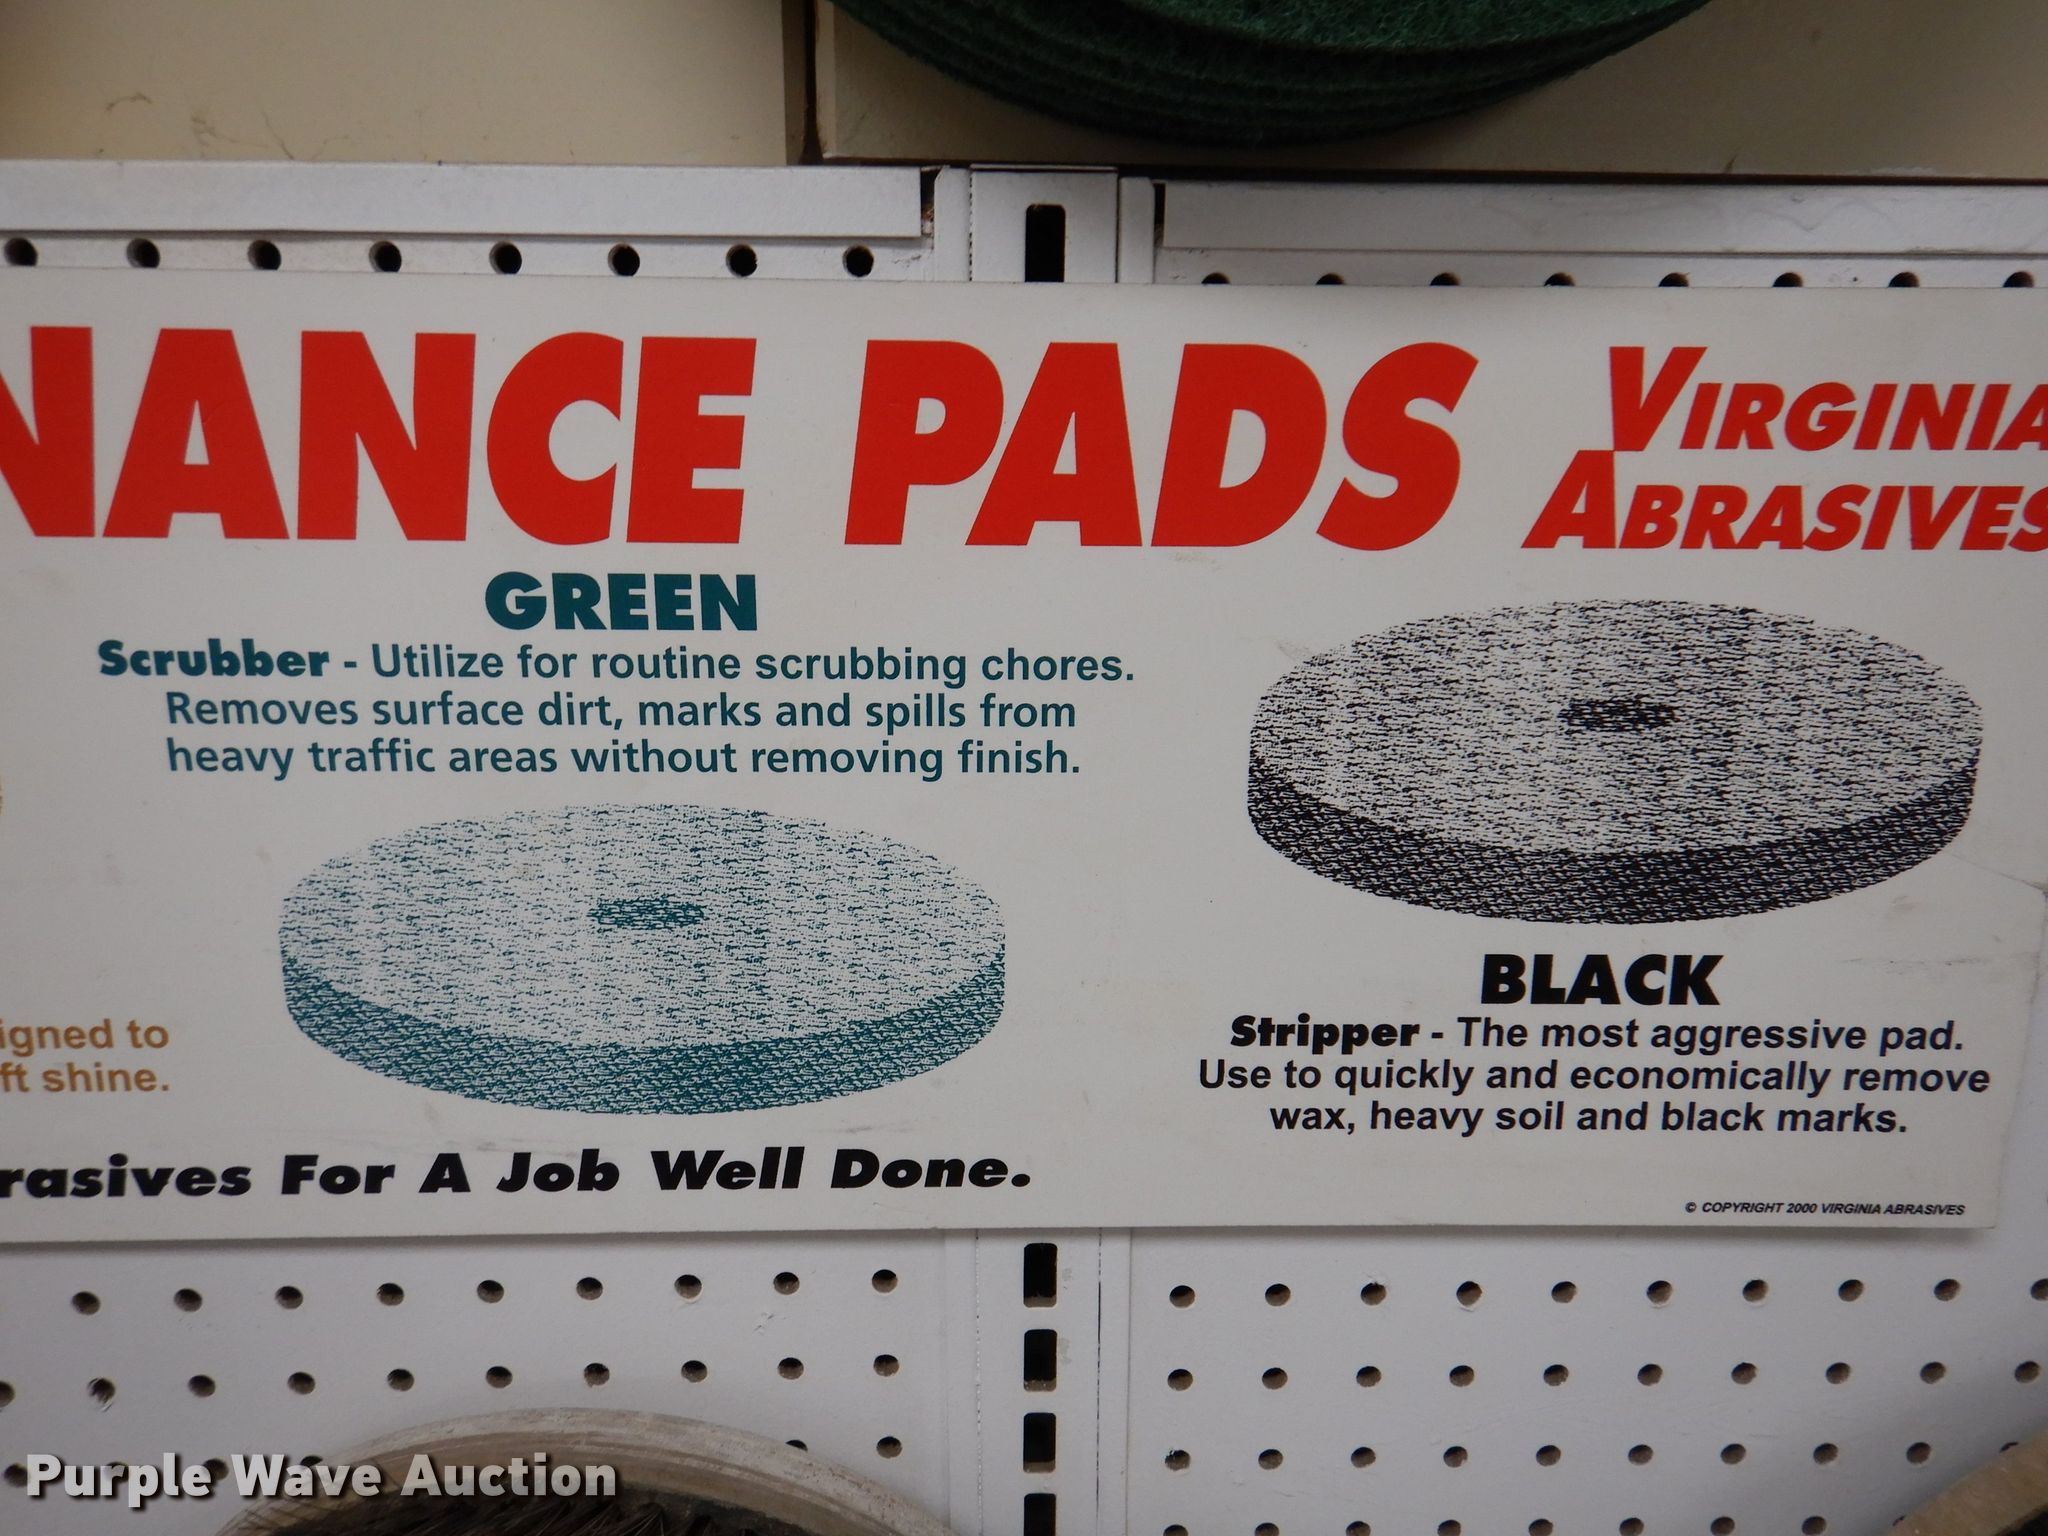 NANCE PADS
VIRGINIA
ABRASIVES
GREEN
Scrubber - Utilize for routine scrubbing chores.
Removes surface dirt, marks and spills from
heavy traffic areas without removing finish.
igned to
ft shine.
BLACK
Stripper - The most aggressive pad.
Use to quickly and economically remove
wax, heavy soil and black marks.
rasives For A Job Well Done.
© COPYRIGHT 2000 VIRGINIA ABRASIVES
Purple Wave Auction